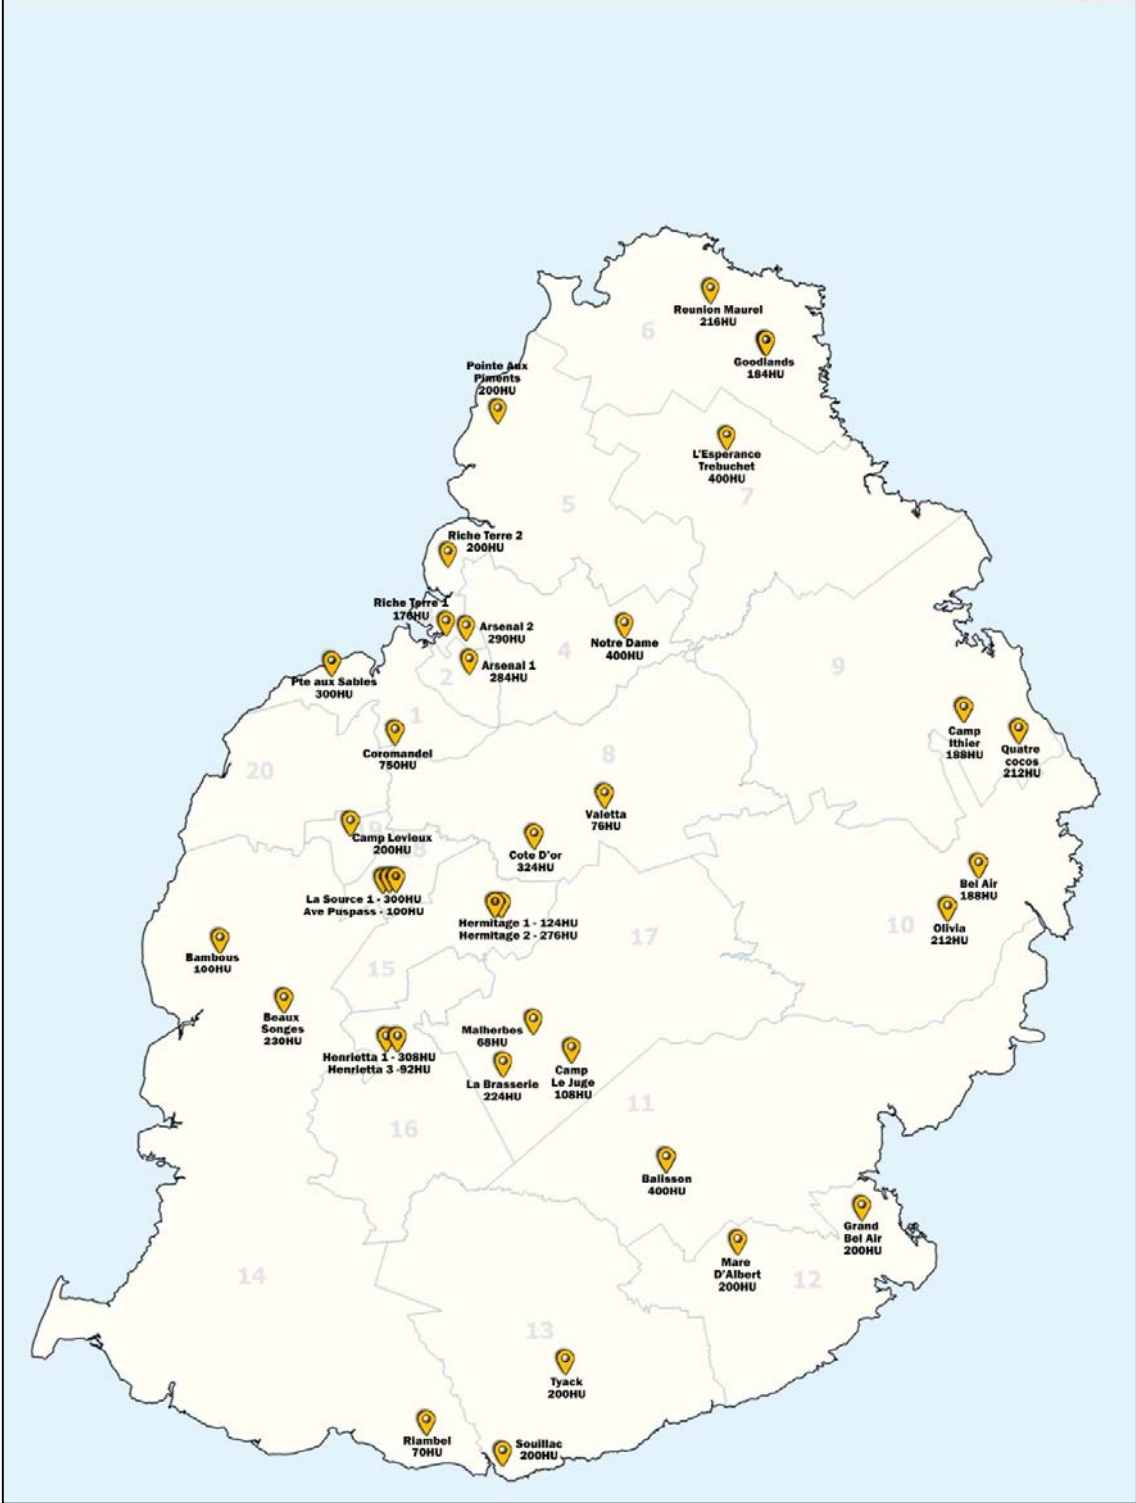 Reunion Maurel
216HU
6
Goodlands
184HU
Pointe Aux
Piments
200HU
L'Esperance
Trebuchet
400HU
7
5
Riche Terre 2
200HU
Riche Terre 1
176HU
Arsenal 2
290HU
Notre Dame
400HU
4
Arsenal 1
284HU
2
9
Pte aux Sables
300HU
1
Camp
Ithier
188HU
Quatre
cocos
212HU
Coromandel
750HU
8
20
Valetta
76HU
19
Camp Levieux
200HU
18
Cote D'or
324HU
Bel Air
188HU
La Source 1 - 300HU
Ave Puspass - 100HU
Hermitage 1 - 124HU
Hermitage 2 - 276HU
17
10
Olivia
212HU
Bambous
100HU
15
Beaux
Songes
230HU
Malherbes
68HU
Henrietta 1 - 308HU
Henrietta 3 -92HU
Camp
Le Juge
108HU
La Brasserie
224HU
11
16
Balisson
400HU
Grand
Bel Air
200HU
Mare
D'Albert
200HU
12
14
13
Tyack
200HU
Riambel
70HU
Souillac
200HU